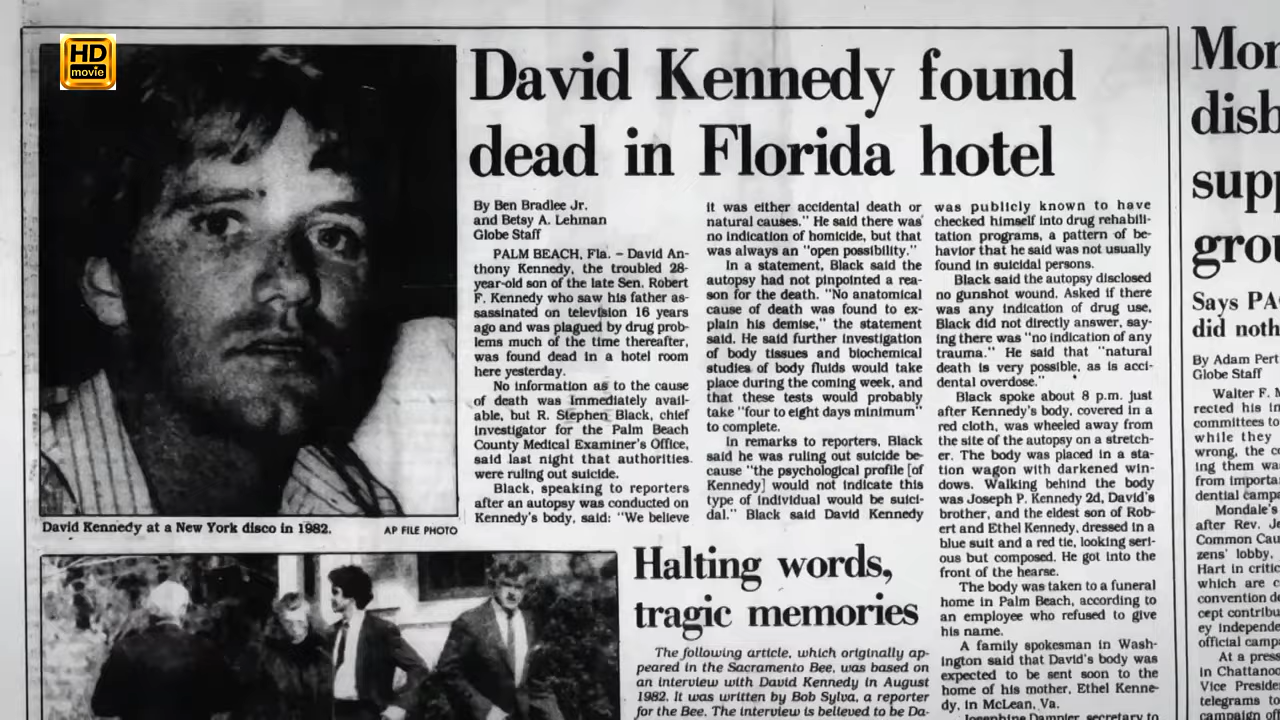 HD
movie
David Kennedy found
dead in Florida hotel
By Ben Bradlee Jr.
and Betsy A. Lehman
Globe Staff
PALM BEACH, Fla. – David An-
thony Kennedy, the troubled 28-
year-old son of the late Sen. Robert
F. Kennedy who saw his father as-
sassinated on television 16 years
ago and was plagued by drug prob-
lems much of the time thereafter,
was found dead in a hotel room
here yesterday.
No information as to the cause
of death was immediately avail-
able, but R. Stephen Black, chief
investigator for the Palm Beach
County Medical Examiner's Office,
said last night that authorities
were ruling out suicide.
Black, speaking to reporters
after an autopsy was conducted on
Kennedy's body, said: "We believe
it was either accidental death or
natural causes." He said there was
no indication of homicide, but that
was always an "open possibility."
In a statement, Black said the
autopsy had not pinpointed a rea-
son for the death. "No anatomical
cause of death was found to ex-
plain his demise," the statement
said. He said further investigation
of body tissues and biochemical
studies of body fluids would take
place during the coming week, and
that these tests would probably
take "four to eight days minimum"
to complete.
In remarks to reporters, Black
said he was ruling out suicide be-
cause "the psychological profile [of
Kennedy] would not indicate this
type of individual would be suici-
dal." Black said David Kennedy
was publicly known to have
checked himself into drug rehabili-
tation programs, a pattern of be-
havior that he said was not usually
found in suicidal persons.
Black said the autopsy disclosed
no gunshot wound. Asked if there
was any indication of drug use,
Black did not directly answer, say-
ing there was "no indication of any
trauma." He said that "natural
death is very possible, as is acci-
dental overdose."
Black spoke about 8 p.m. just
after Kennedy's body, covered in a
red cloth, was wheeled away from
the site of the autopsy on a stretch-
er. The body was placed in a sta-
tion wagon with darkened win-
dows. Walking behind the body
was Joseph P. Kennedy 2d, David's
brother, and the eldest son of Rob-
ert and Ethel Kennedy, dressed in a
blue suit and a red tie, looking seri-
ous but composed. He got into the
front of the hearse.
The body was taken to a funeral
home in Palm Beach, according to
an employee who refused to give
his name.
A family spokesman in Wash-
ington said that David's body was
expected to be sent soon to the
home of his mother, Ethel Kenne-
dy, in McLean, Va.
Josephine Dampier, secretary to
David Kennedy at a New York disco in 1982.
AP FILE PHOTO
Halting words,
tragic memories
The following article, which originally ap-
peared in the Sacramento Bee, was based on
an interview with David Kennedy in August
1982. It was written by Bob Sylva, a reporter
for the Bee. The interview is believed to be Da-
Mon
disb
supp
grou
Says PA
did noth
By Adam Pert
Globe Staff
Walter F. M
rected his in
committees to
while they
wrong, the co
ing them was
from importa
dential camp
Mondale's
after Rev. Je
Common Cau
zens' lobby,
Hart in critic
which are c
convention de
cept contribu
ey independe
official camp
At a press
in Chattanoo
Vice Preside
telegrams to
campaign off